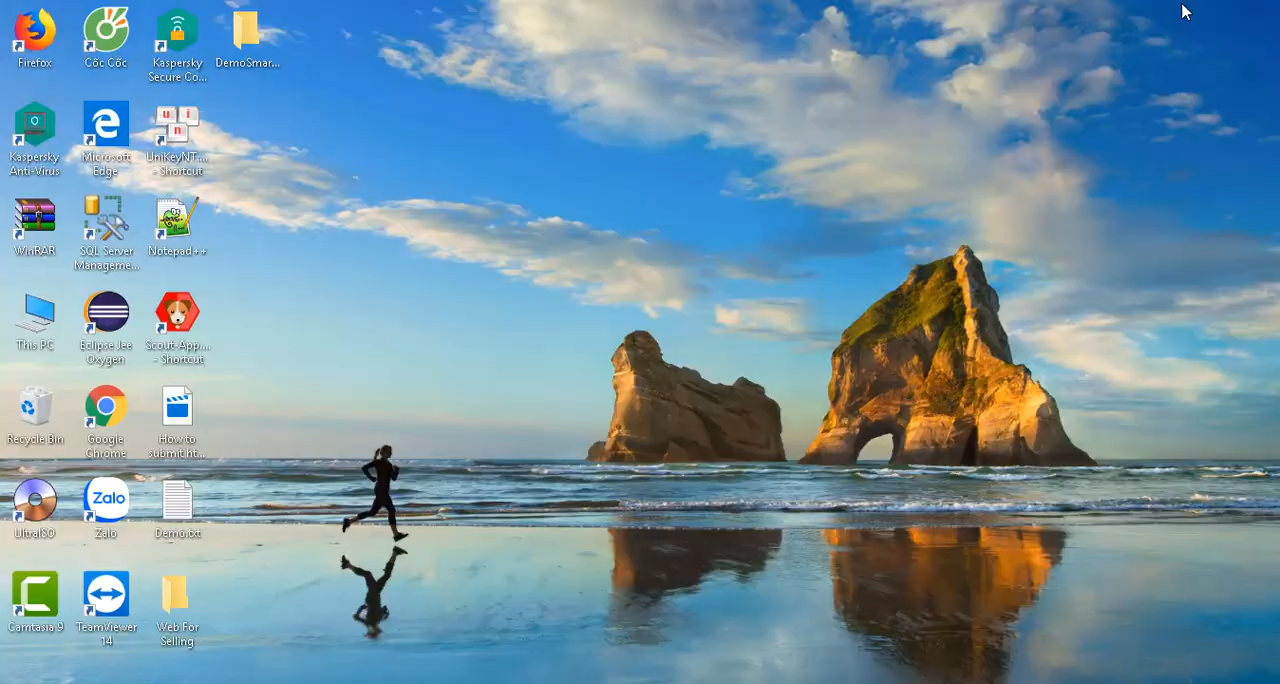 Firefox
Cốc Cốc
Kaspersky
Secure Co...
DemoSmar...
Kaspersky
Anti-Virus
Microsoft
Edge
u i
n
UniKeyNT....
- Shortcut
WinRAR
SQL Server
Manageme...
Notepad++
This PC
Eclipse Jee
Oxygen
Scout-App....
- Shortcut
Recycle Bin
Google
Chrome
How to
submit.ht...
UltraISO
Zalo
Zalo
Demo.txt
Camtasia 9
TeamViewer
14
Web For
Selling